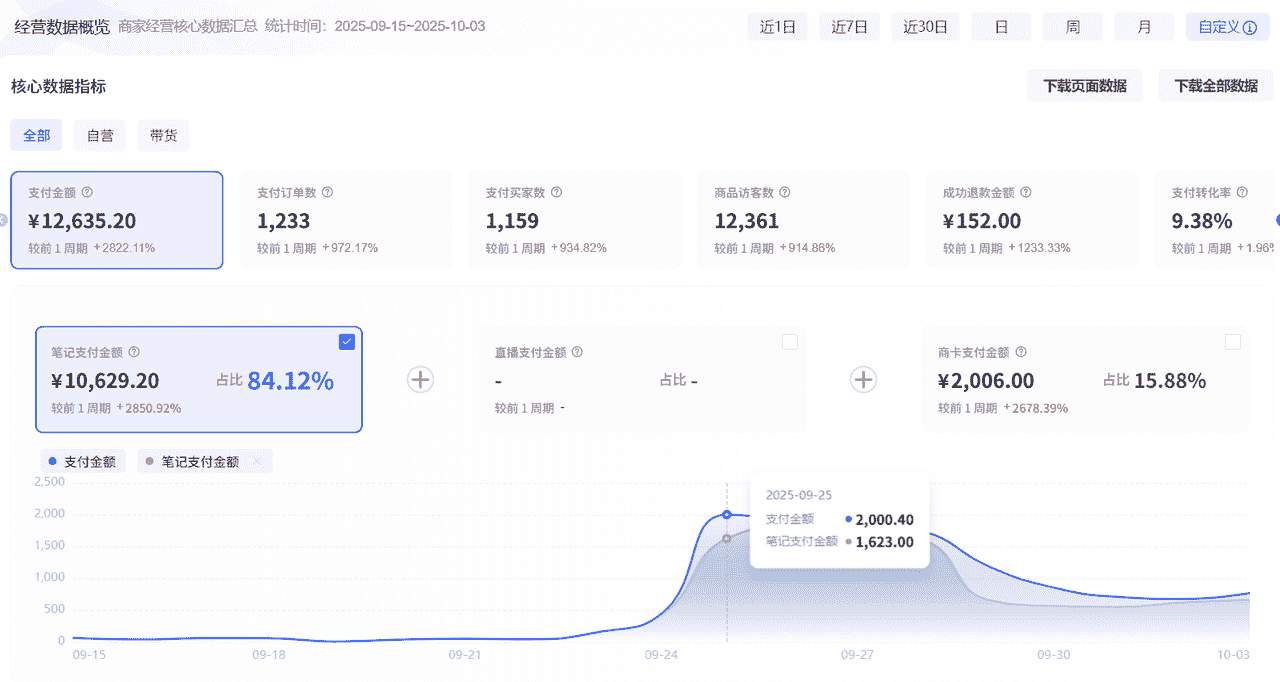 经营数据概览 商家经营核心数据汇总 统计时间：2025-09-15~2025-10-03 近1日 近7日 近30日 日 周 月 自定义
核心数据指标 下载页面数据 下载全部数据
全部 自营 带货
支付金额 支付订单数 支付买家数 商品访客数 成功退款金额 支付转化率
¥12,635.20 1,233 1,159 12,361 ¥152.00 9.38%
较前1周期 +2822.11% 较前1周期 +972.17% 较前1周期 +934.82% 较前1周期 +914.86% 较前1周期 +1233.33% 较前1周期 +1.96%
笔记支付金额 直播支付金额 商卡支付金额
¥10,629.20 占比 84.12% - 占比 - ¥2,006.00 占比 15.88%
较前1周期 +2850.92% 较前1周期 - 较前1周期 +2678.39%
支付金额 笔记支付金额
2,500
2,000
1,500
1,000
500
0
2025-09-25
支付金额 2,000.40
笔记支付金额 1,623.00
09-15 09-18 09-21 09-24 09-27 09-30 10-03